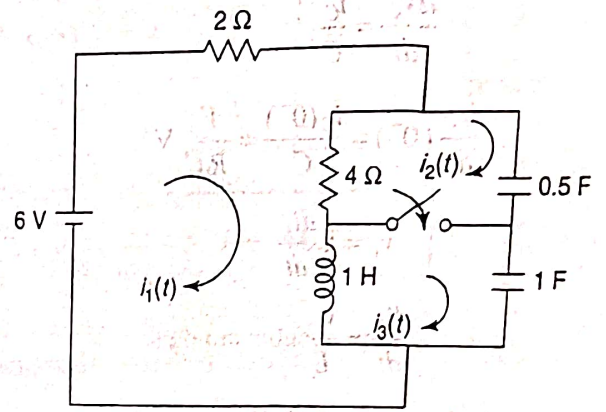 2 Ω
4 Ω
i₂(t)
0.5 F
6 V
i₁(t)
1 H
1 F
i₃(t)